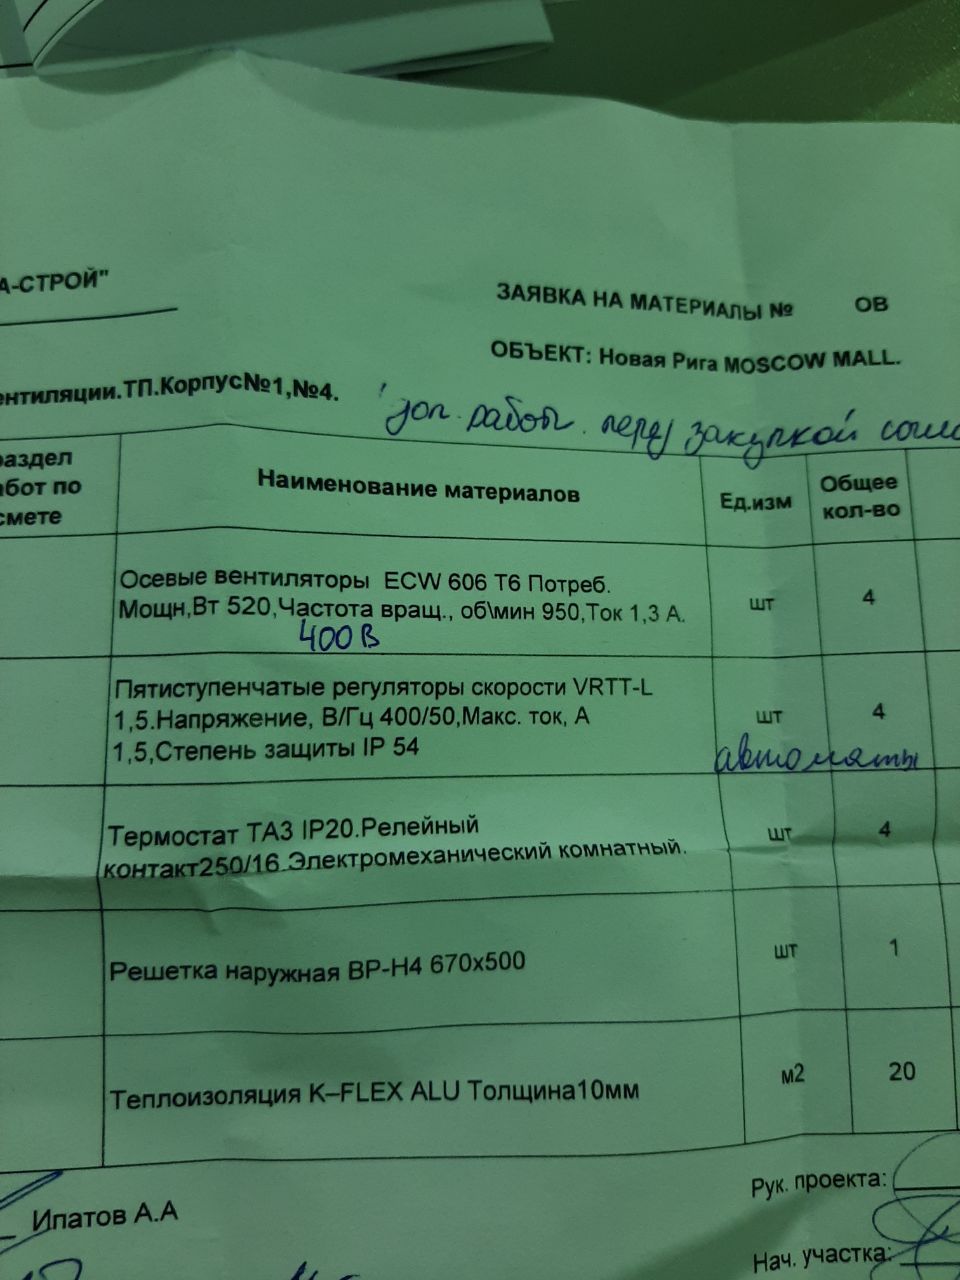 А-СТРОЙ"
ЗАЯВКА НА МАТЕРИАЛЫ № ОВ
ОБЪЕКТ: Новая Рига MOSCOW MALL.
ентиляции.ТП.Корпус№1,№4.
доп. работы. перед закупкой согл
раздел
абот по
смете
Наименование материалов
Ед.изм
Общее
кол-во
Осевые вентиляторы ECW 606 T6 Потреб.
Мощн,Вт 520,Частота вращ., об\мин 950,Ток 1,3 А.
400 В
шт
4
Пятиступенчатые регуляторы скорости VRTT-L
1,5.Напряжение, В/Гц 400/50,Макс. ток, А
1,5,Степень защиты IP 54
шт
4
автоматы
Термостат ТА3 IP20.Релейный
контакт250/16.Электромеханический комнатный.
шт
4
Решетка наружная ВР-Н4 670х500
шт
1
Теплоизоляция K–FLEX ALU Толщина10мм
м2
20
Ипатов А.А
Рук. проекта:
Нач. участка: